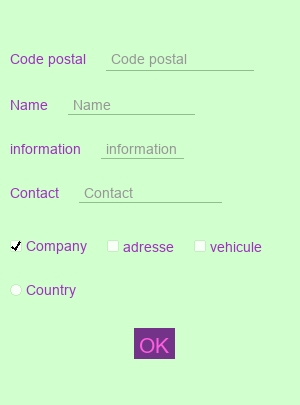 Code postal Code postal
Name Name
information information
Contact Contact
Company adresse vehicule
Country
OK